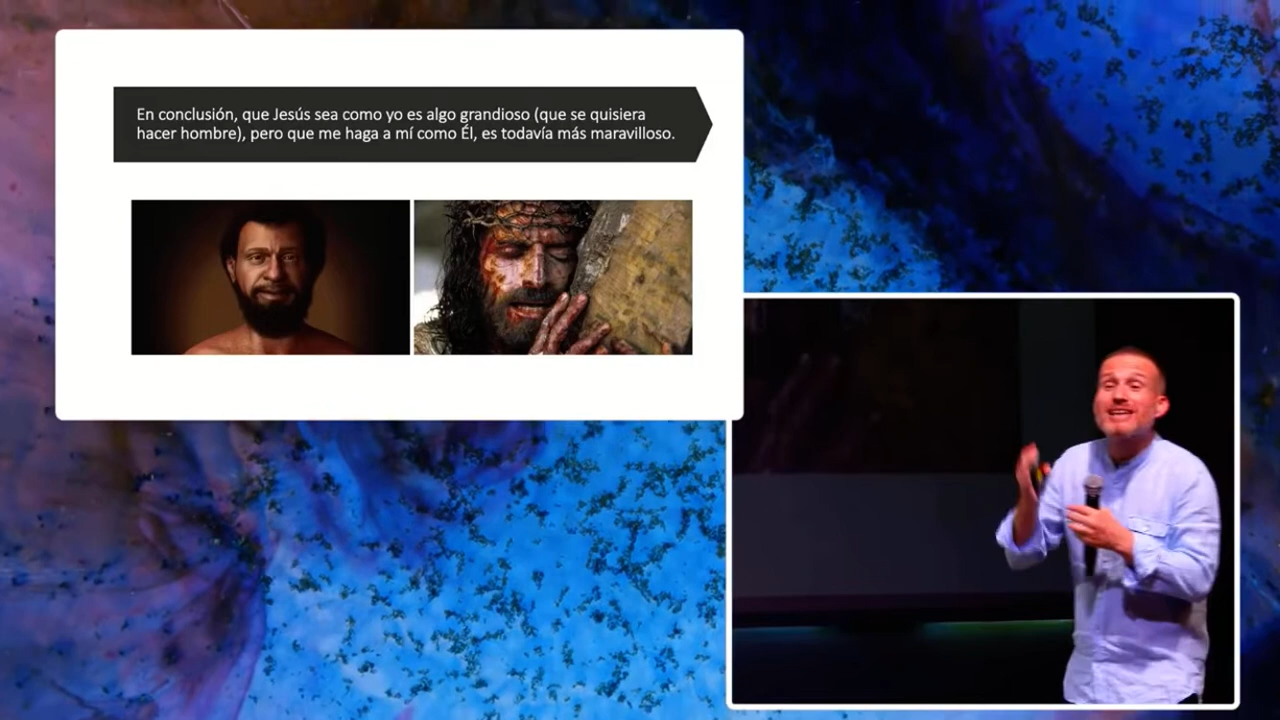 En conclusión, que Jesús sea como yo es algo grandioso (que se quisiera
hacer hombre), pero que me haga a mí como Él, es todavía más maravilloso.